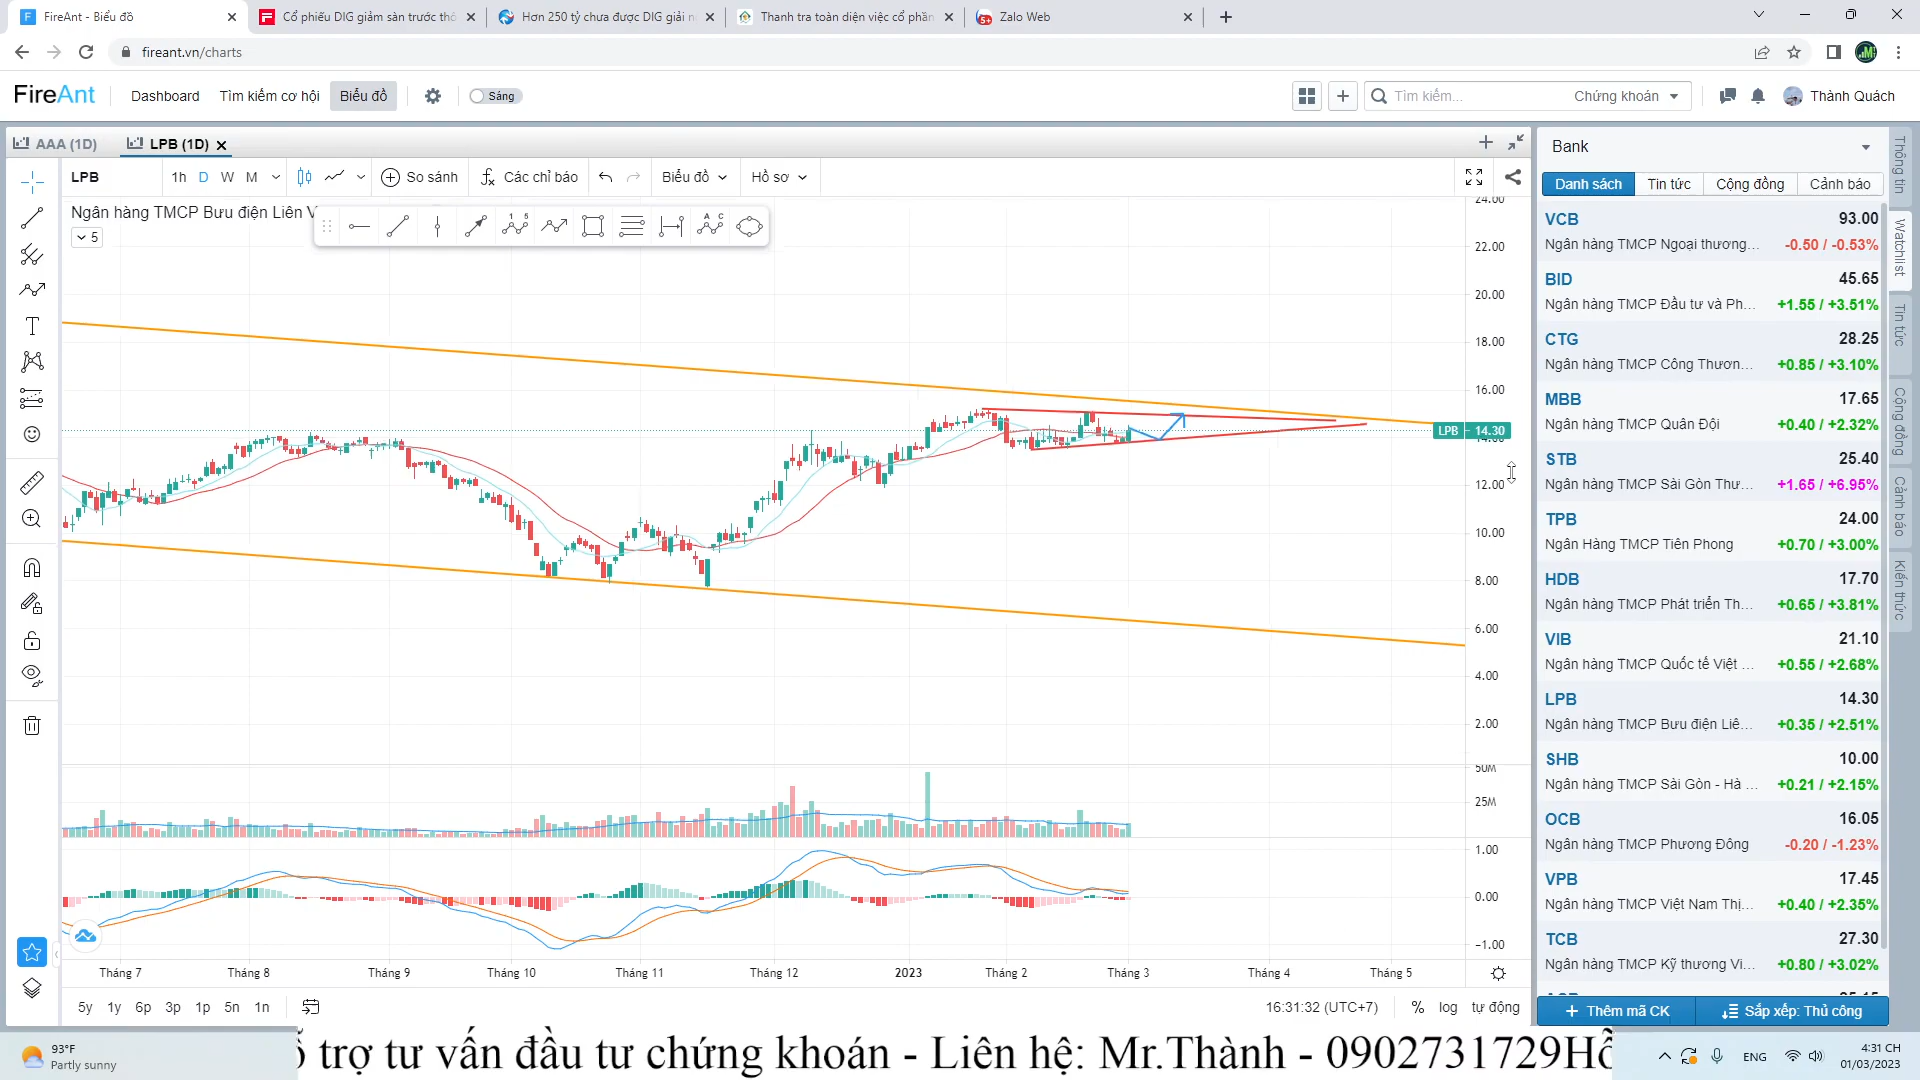 FireAnt - Biểu đồ
Cổ phiếu DIG giảm sàn trước thô
Hơn 250 tỷ chưa được DIG giải n
Thanh tra toàn diện việc cổ phần
Zalo Web
fireant.vn/charts
FireAnt
Dashboard
Tìm kiếm cơ hội
Biểu đồ
Sáng
Tìm kiếm...
Chứng khoán
Thành Quách
AAA (1D)
LPB (1D)
LPB
1h D W M
So sánh
Các chỉ báo
Biểu đồ
Hồ sơ
Ngân hàng TMCP Bưu điện Liên V
5
24.00
22.00
20.00
18.00
16.00
LPB 14.30
14.00
12.00
10.00
8.00
6.00
4.00
2.00
50M
25M
1.00
0.00
-1.00
Tháng 7 Tháng 8 Tháng 9 Tháng 10 Tháng 11 Tháng 12 2023 Tháng 2 Tháng 3 Tháng 4 Tháng 5
5y 1y 6p 3p 1p 5n 1n
16:31:32 (UTC+7)
% log tự động
Bank
Danh sách Tin tức Cộng đồng Cảnh báo
VCB 93.00
Ngân hàng TMCP Ngoại thương... -0.50 / -0.53%
BID 45.65
Ngân hàng TMCP Đầu tư và Ph... +1.55 / +3.51%
CTG 28.25
Ngân hàng TMCP Công Thươn... +0.85 / +3.10%
MBB 17.65
Ngân hàng TMCP Quân Đội +0.40 / +2.32%
STB 25.40
Ngân hàng TMCP Sài Gòn Thư... +1.65 / +6.95%
TPB 24.00
Ngân Hàng TMCP Tiên Phong +0.70 / +3.00%
HDB 17.70
Ngân hàng TMCP Phát triển Th... +0.65 / +3.81%
VIB 21.10
Ngân hàng TMCP Quốc tế Việt ... +0.55 / +2.68%
LPB 14.30
Ngân hàng TMCP Bưu điện Liê... +0.35 / +2.51%
SHB 10.00
Ngân hàng TMCP Sài Gòn - Hà ... +0.21 / +2.15%
OCB 16.05
Ngân hàng TMCP Phương Đông -0.20 / -1.23%
VPB 17.45
Ngân hàng TMCP Việt Nam Thị... +0.40 / +2.35%
TCB 27.30
Ngân hàng TMCP Kỹ thương Vi... +0.80 / +3.02%
Thêm mã CK
Sắp xếp: Thủ công
Thông tin
Watchlist
Tin tức
Cộng đồng
Cảnh báo
Kiến thức
trợ tư vấn đầu tư chứng khoán - Liên hệ: Mr.Thành - 0902731729Hỗ
93°F
Partly sunny
ENG
4:31 CH
01/03/2023